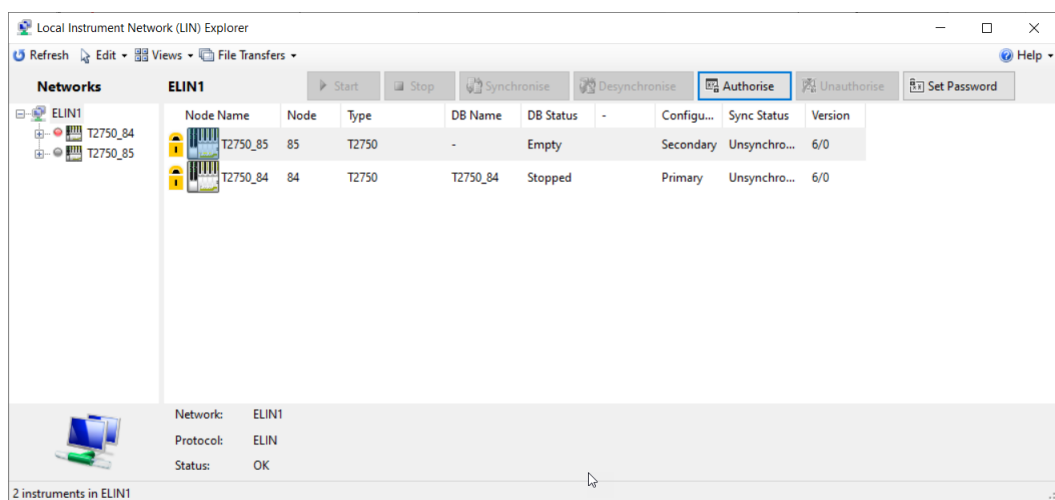 Local Instrument Network (LIN) Explorer
Refresh Edit Views File Transfers Help
Networks ELIN1 Start Stop Synchronise Desynchronise Authorise Unauthorise Set Password
ELIN1
T2750_84
T2750_85
Node Name Node Type DB Name DB Status - Configu... Sync Status Version
T2750_85 85 T2750 - Empty Secondary Unsynchro... 6/0
T2750_84 84 T2750 T2750_84 Stopped Primary Unsynchro... 6/0
Network: ELIN1
Protocol: ELIN
Status: OK
2 instruments in ELIN1